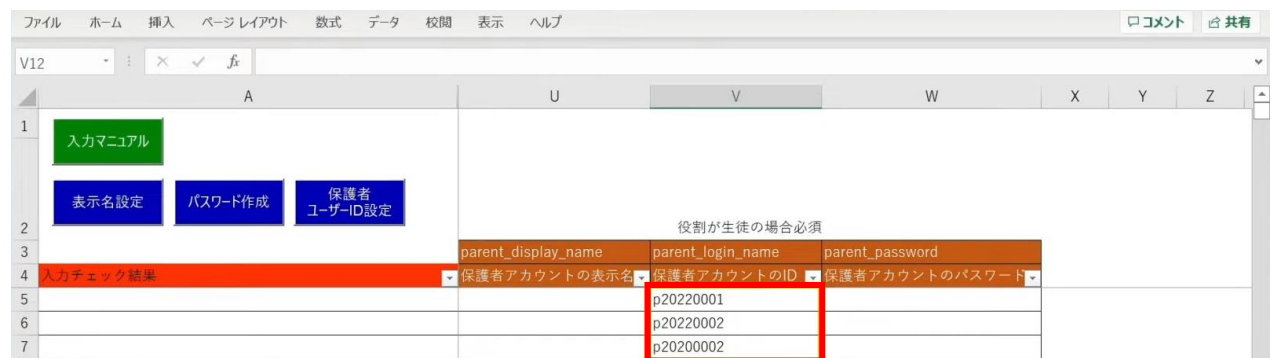 ファイル ホーム 挿入 ページ レイアウト 数式 データ 校閲 表示 ヘルプ コメント 共有
V12 fx
A U V W X Y Z
1
入力マニュアル
表示名設定 パスワード作成 保護者
ユーザーID設定
2 役割が生徒の場合必須
3 parent_display_name parent_login_name parent_password
4 入力チェック結果 保護者アカウントの表示名 保護者アカウントのID 保護者アカウントのパスワード
5 p20220001
6 p20220002
7 p20200002